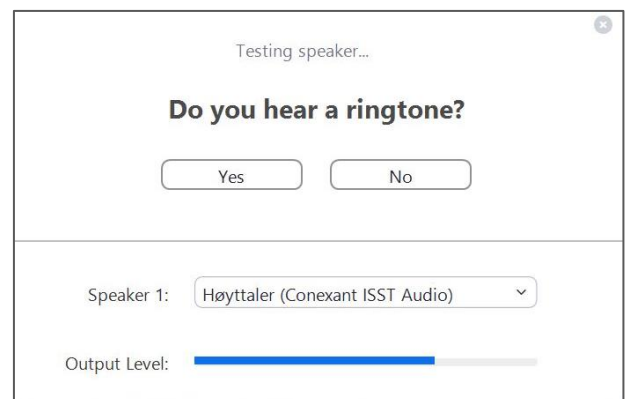 Testing speaker...
Do you hear a ringtone?
Yes No
Speaker 1: Høyttaler (Conexant ISST Audio)
Output Level: